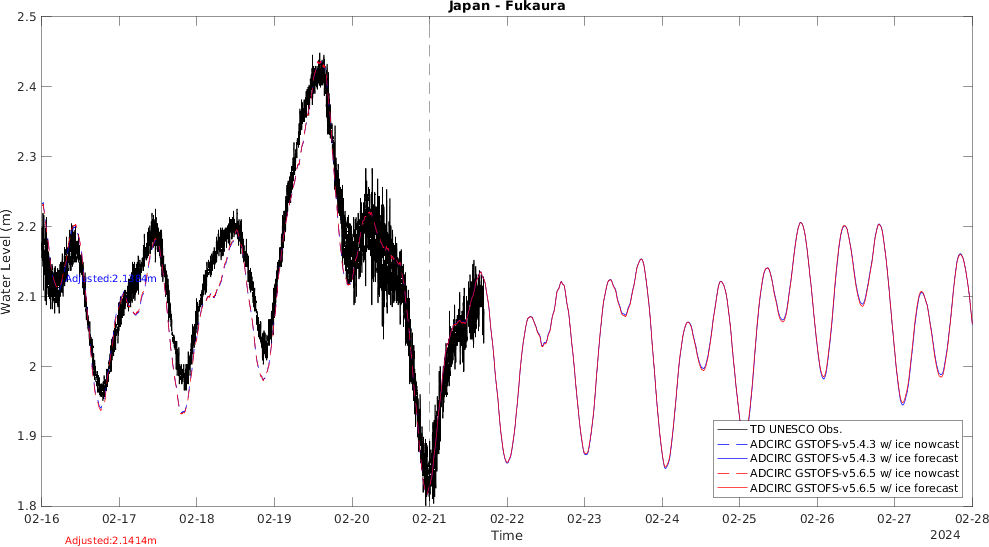 Japan - Fukaura
2.5
2.4
2.3
2.2
2.1
2
1.9
1.8
Water Level (m)
Adjusted:2.1444m
TD UNESCO Obs.
ADCIRC GSTOFS-v5.4.3 w/ ice nowcast
ADCIRC GSTOFS-v5.4.3 w/ ice forecast
ADCIRC GSTOFS-v5.6.5 w/ ice nowcast
ADCIRC GSTOFS-v5.6.5 w/ ice forecast
02-16 02-17 02-18 02-19 02-20 02-21 02-22 02-23 02-24 02-25 02-26 02-27 02-28
Time
2024
Adjusted:2.1414m